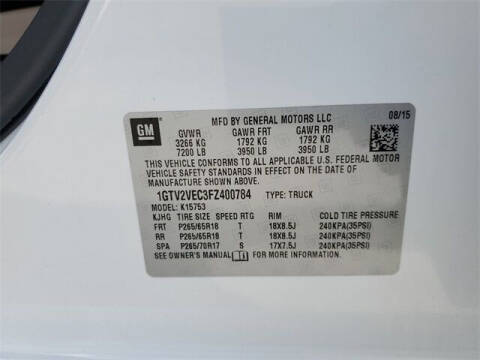 GM
MFD BY GENERAL MOTORS LLC
08/15
GVWR GAWR FRT GAWR RR
3266 KG 1792 KG 1792 KG
7200 LB 3950 LB 3950 LB
THIS VEHICLE CONFORMS TO ALL APPLICABLE U.S. FEDERAL MOTOR
VEHICLE SAFETY STANDARDS IN EFFECT ON THE DATE OF
MANUFACTURE SHOWN ABOVE.
1GTV2VEC3FZ400784 TYPE: TRUCK
MODEL: K15753
KJHG TIRE SIZE SPEED RTG RIM COLD TIRE PRESSURE
FRT P265/65R18 T 18X8.5J 240KPA(35PSI)
RR P265/65R18 T 18X8.5J 240KPA(35PSI)
SPA P265/70R17 S 17X7.5J 240KPA(35PSI)
SEE OWNER'S MANUAL FOR MORE INFORMATION.